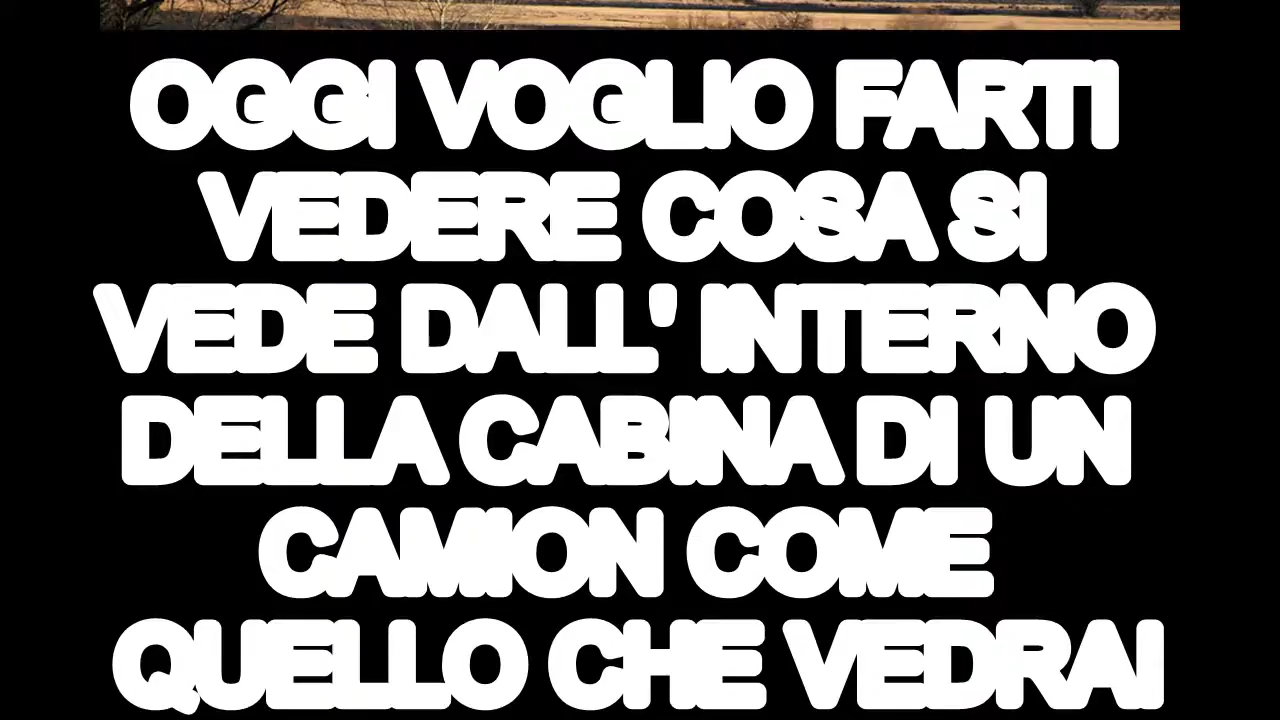 OGGI VOGLIO FARTI
VEDERE COSA SI
VEDE DALL' INTERNO
DELLA CABINA DI UN
CAMION COME
QUELLO CHE VEDRAI